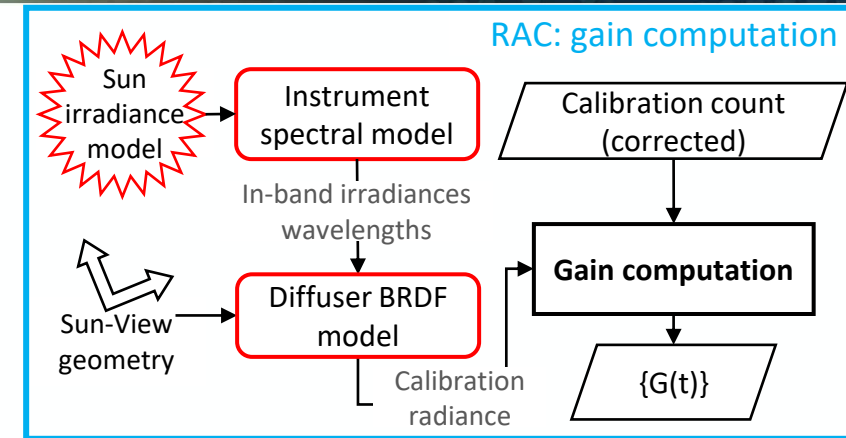 RAC: gain computation
Sun
irradiance
model
Instrument
spectral model
Calibration count
(corrected)
In-band irradiances
wavelengths
Sun-View
geometry
Diffuser BRDF
model
Gain computation
Calibration
radiance
{G(t)}